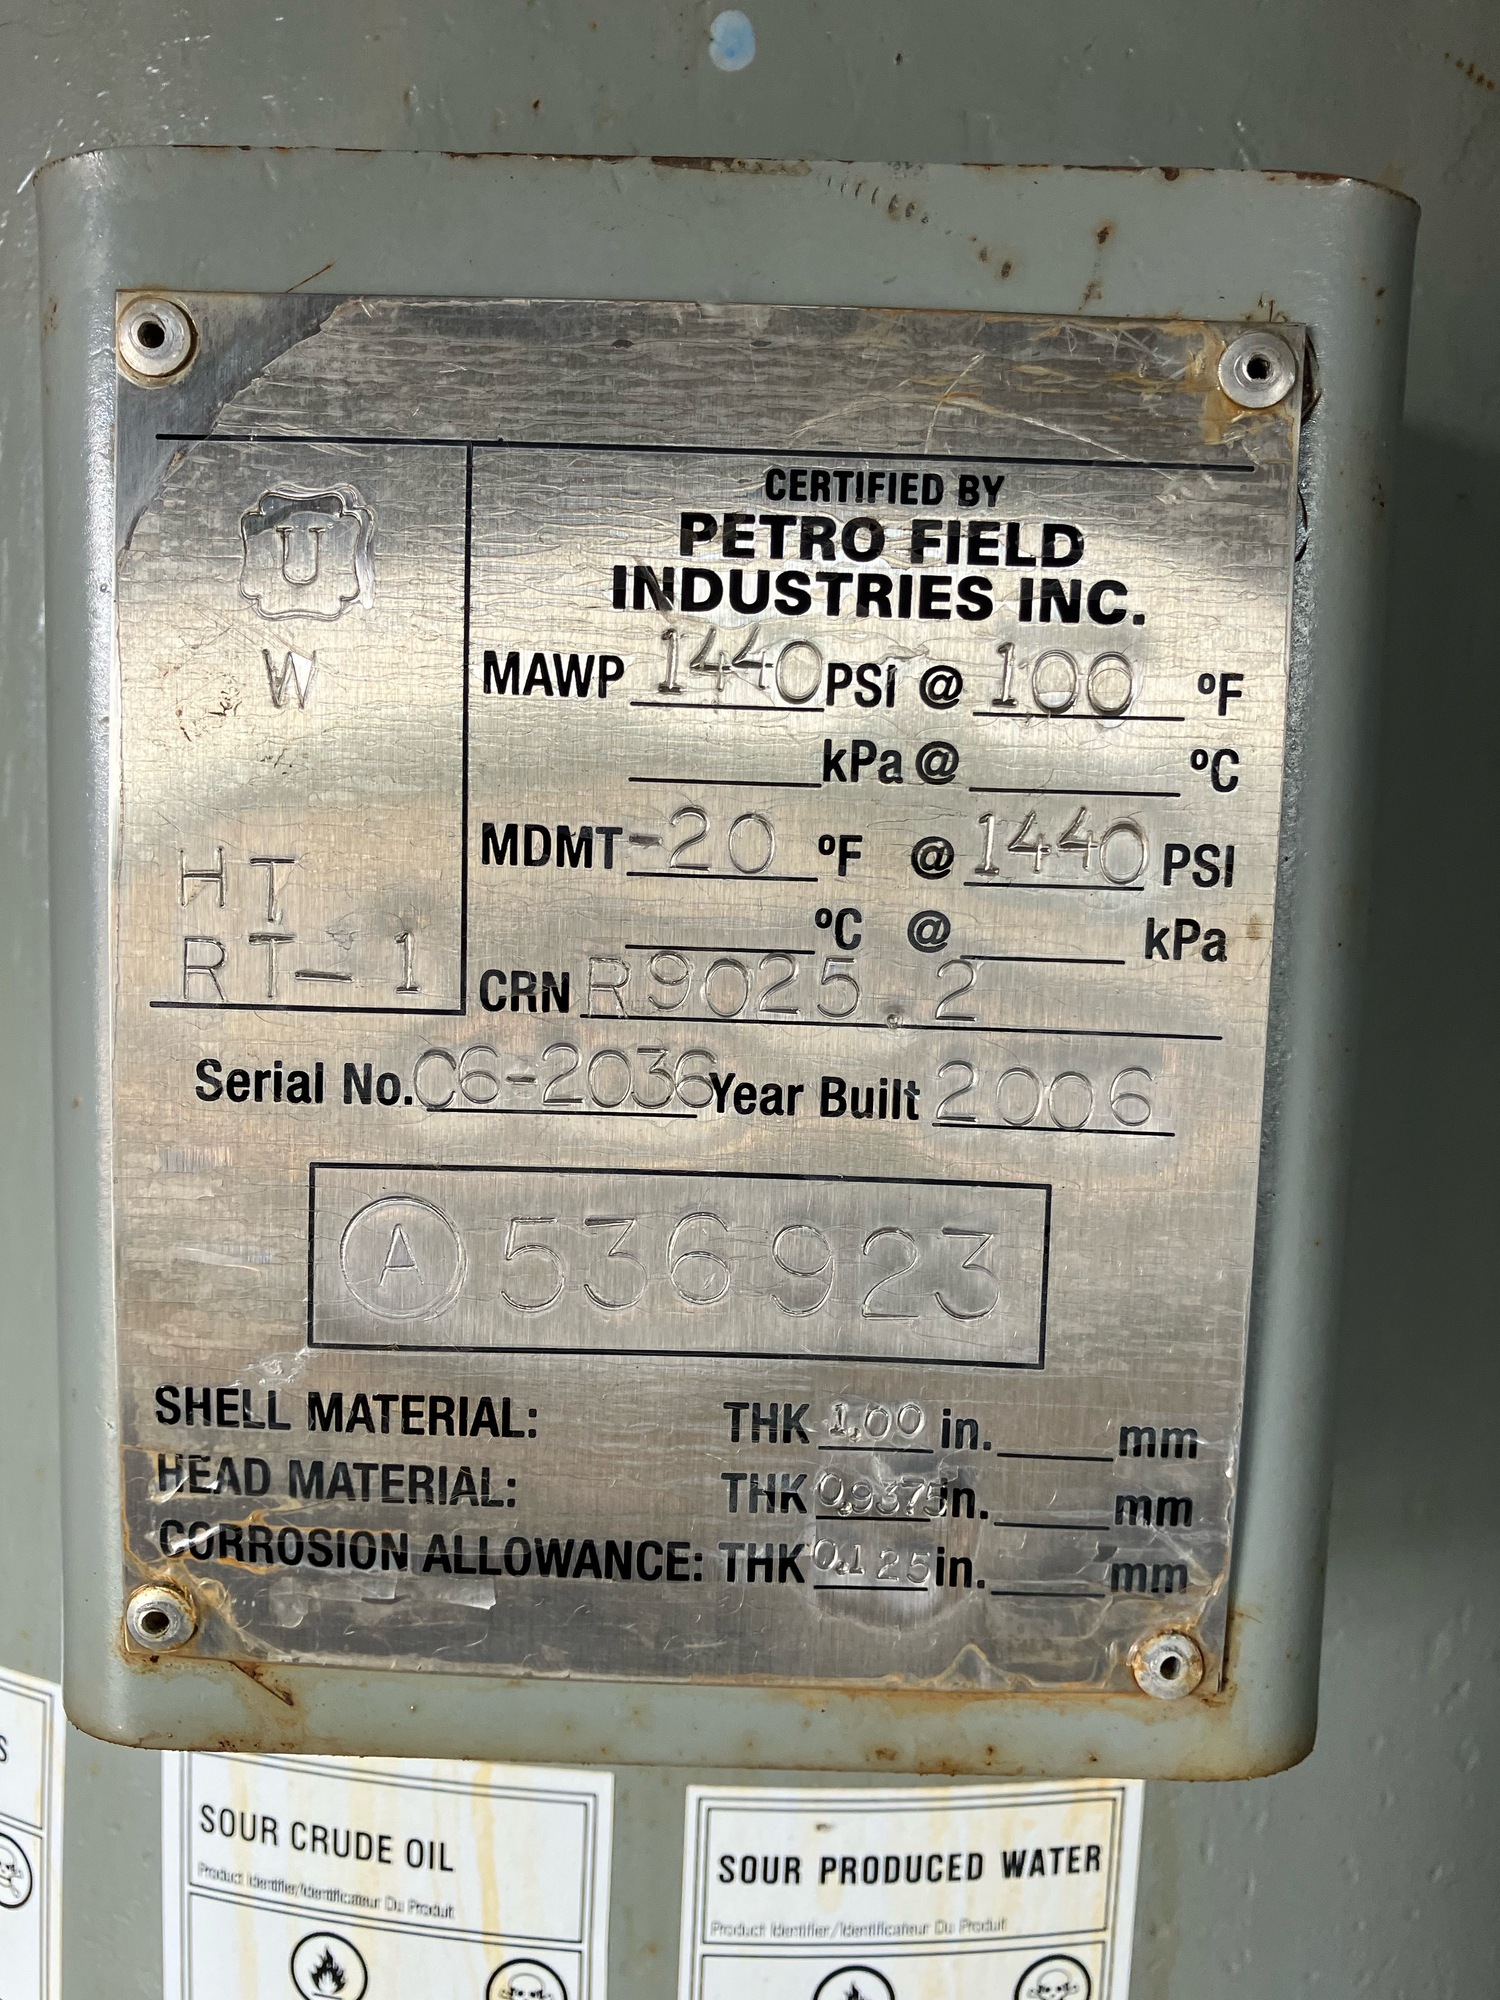 U
W
HT
RT-1
CERTIFIED BY
PETRO FIELD
INDUSTRIES INC.
MAWP 1440 PSI @ 100 ºF
kPa @ ºC
MDMT -20 ºF @ 1440 PSI
ºC @ kPa
CRN R9025.2
Serial No. 06-2036 Year Built 2006
A 536923
SHELL MATERIAL: THK 1.00 in. mm
HEAD MATERIAL: THK 0.9375 in. mm
CORROSION ALLOWANCE: THK 0.125 in. mm
S
SOUR CRUDE OIL
Product Identifier/Identificateur Du Produit
SOUR PRODUCED WATER
Product Identifier/Identificateur Du Produit